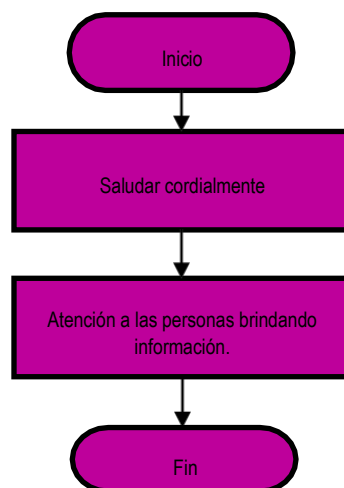 Inicio
Saludar cordialmente
Atención a las personas brindando
información.
Fin